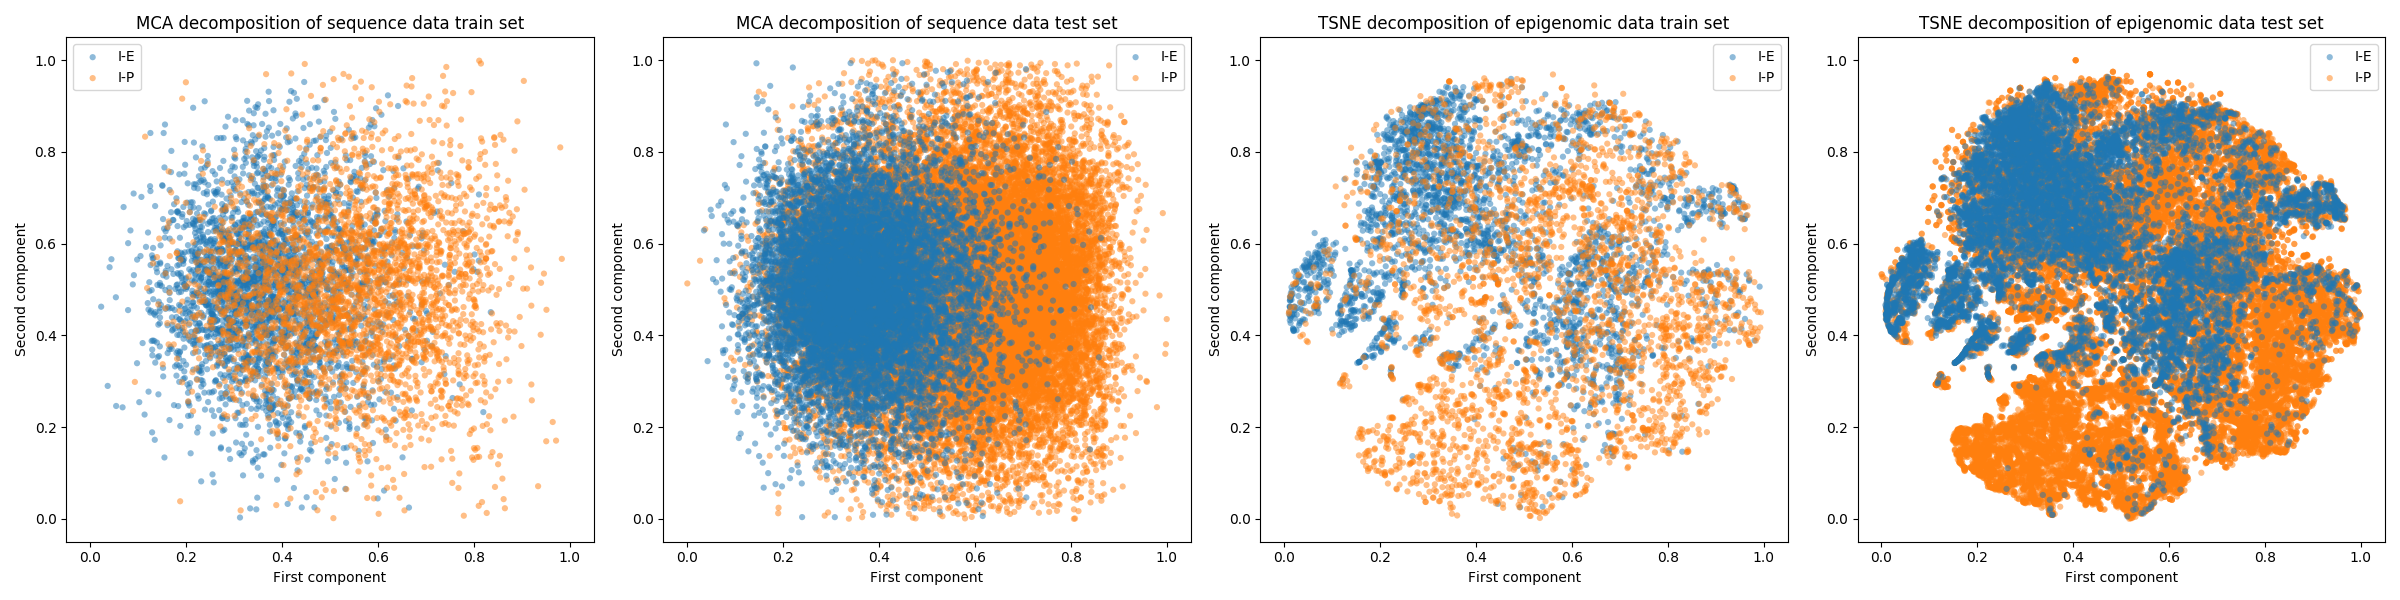 MCA decomposition of sequence data train set
I-E
I-P
1.0
0.8
0.6
0.4
0.2
0.0
Second component
0.0 0.2 0.4 0.6 0.8 1.0
First component
MCA decomposition of sequence data test set
I-E
I-P
1.0
0.8
0.6
0.4
0.2
0.0
Second component
0.0 0.2 0.4 0.6 0.8 1.0
First component
TSNE decomposition of epigenomic data train set
I-E
I-P
1.0
0.8
0.6
0.4
0.2
0.0
Second component
0.0 0.2 0.4 0.6 0.8 1.0
First component
TSNE decomposition of epigenomic data test set
I-E
I-P
1.0
0.8
0.6
0.4
0.2
0.0
Second component
0.0 0.2 0.4 0.6 0.8 1.0
First component